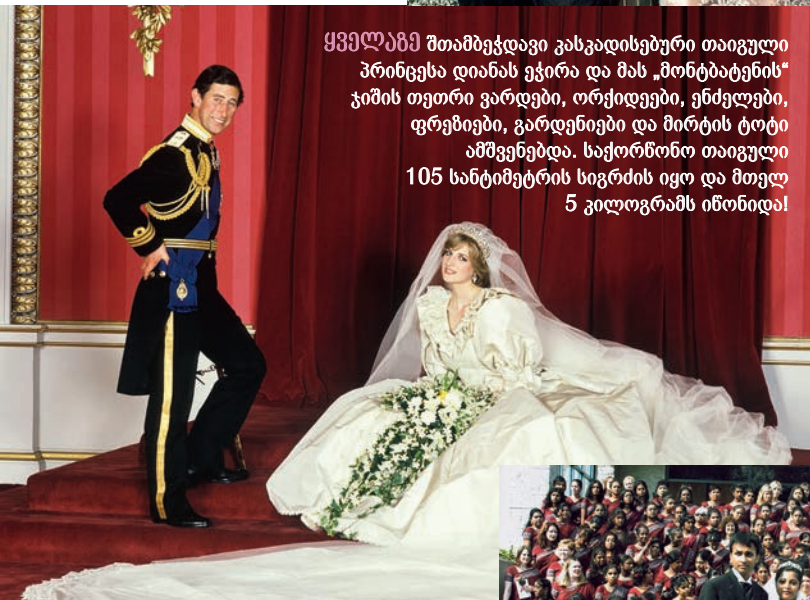 ყველაზე შთამბეჭდავი კასკადისებური თაიგული
პრინცესა დიანას ეჭირა და მას „მონტბატენის“
ჯიშის თეთრი ვარდები, ორქიდეები, ენძელები,
ფრეზიები, გარდენიები და მირტის ტოტი
ამშვენებდა. საქორწონო თაიგული
105 სანტიმეტრის სიგრძის იყო და მთელ
5 კილოგრამს იწონიდა!